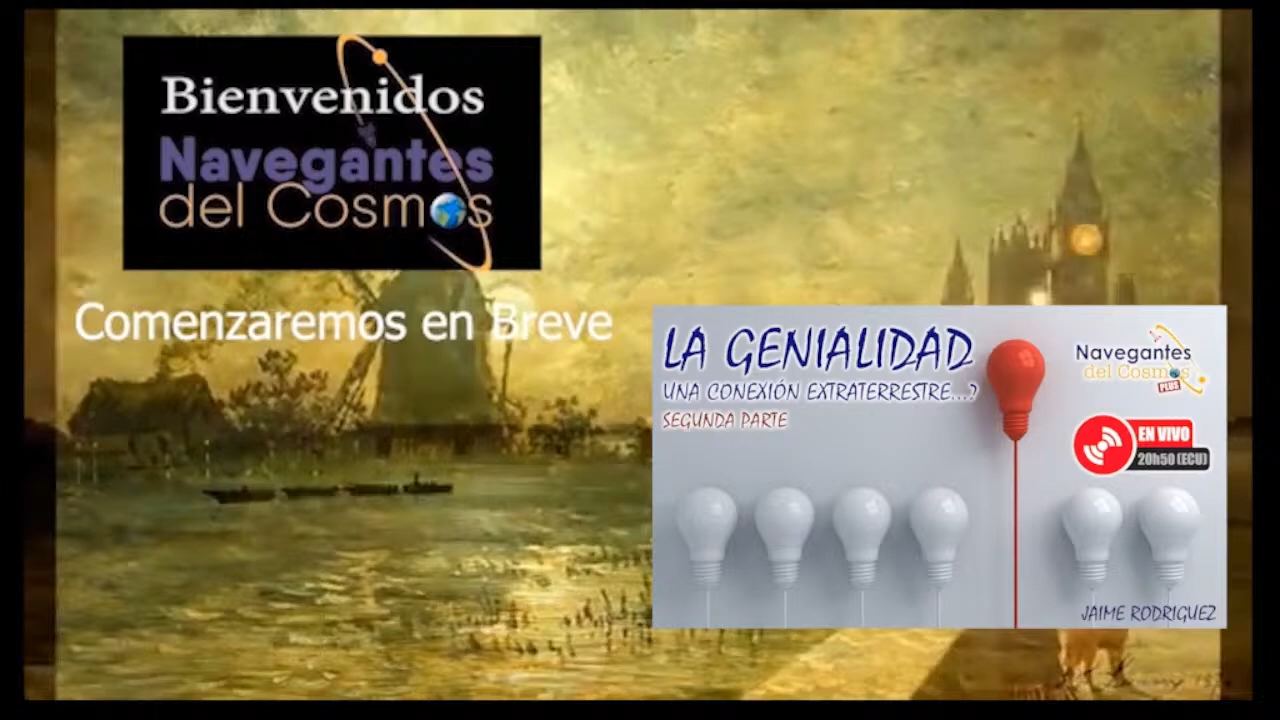 Bienvenidos
Navegantes
del Cosmos
Comenzaremos en Breve
LA GENIALIDAD
UNA CONEXIÓN EXTRATERRESTRE...?
SEGUNDA PARTE
Navegantes
del Cosmos
PLUS
EN VIVO
20h50 (ECU)
JAIME RODRIGUEZ